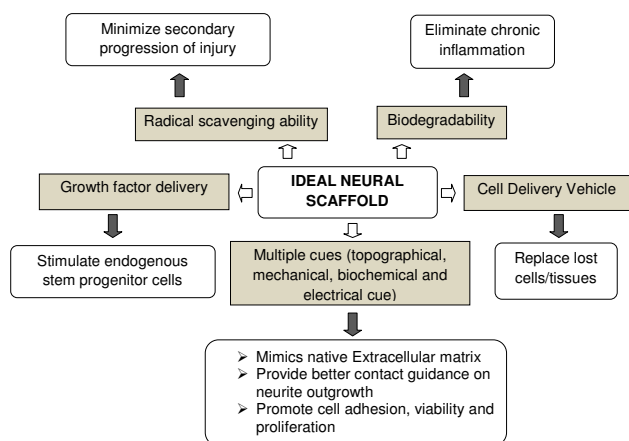 Minimize secondary
progression of injury
Eliminate chronic
inflammation
Radical scavenging ability
Biodegradability
Growth factor delivery
IDEAL NEURAL
SCAFFOLD
Cell Delivery Vehicle
Stimulate endogenous
stem progenitor cells
Multiple cues (topographical,
mechanical, biochemical and
electrical cue)
Replace lost
cells/tissues
➢ Mimics native Extracellular matrix
➢ Provide better contact guidance on
neurite outgrowth
➢ Promote cell adhesion, viability and
proliferation